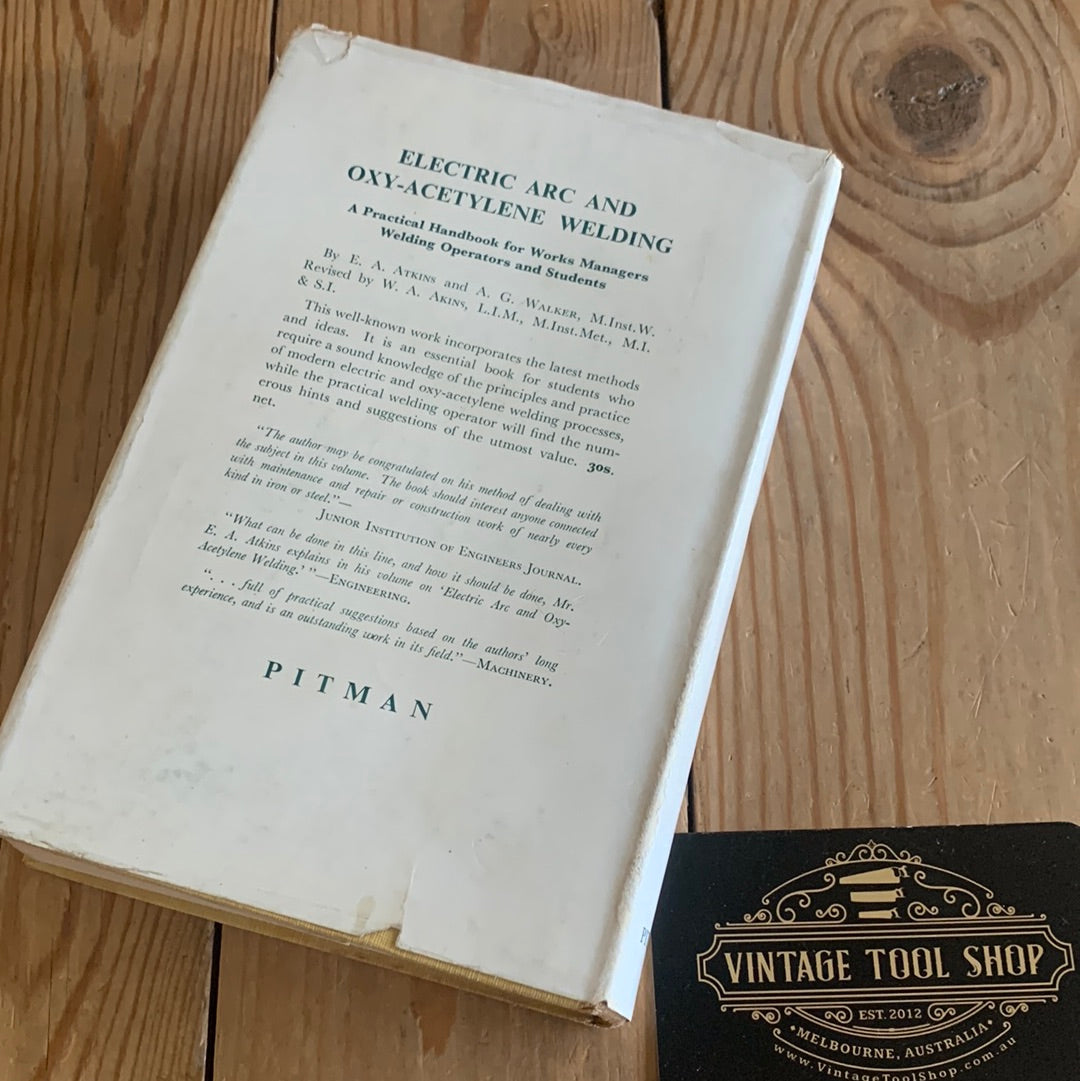 ELECTRIC ARC AND
OXY-ACETYLENE WELDING
A Practical Handbook for Works Managers
Welding Operators and Students
By E. A. ATKINS and A. G. WALKER, M.Inst.W.
Revised by W. A. AKINS, L.I.M., M.Inst.Met., M.I.
& S.I.
This well-known work incorporates the latest methods
and ideas. It is an essential book for students who
require a sound knowledge of the principles and practice
of modern electric and oxy-acetylene welding processes,
while the practical welding operator will find the num-
erous hints and suggestions of the utmost value. 30s.
net.
“The author may be congratulated on his method of dealing with
the subject in this volume. The book should interest anyone connected
with maintenance and repair or construction work of nearly every
kind in iron or steel.”—
JUNIOR INSTITUTION OF ENGINEERS JOURNAL.
“What can be done in this line, and how it should be done, Mr.
E. A. Atkins explains in his volume on ‘Electric Arc and Oxy-
Acetylene Welding.’ ”—ENGINEERING.
“. . . full of practical suggestions based on the authors’ long
experience, and is an outstanding work in its field.”—MACHINERY.
PITMAN
VINTAGE TOOL SHOP
EST. 2012
• MELBOURNE, AUSTRALIA •
www.VintageToolShop.com.au